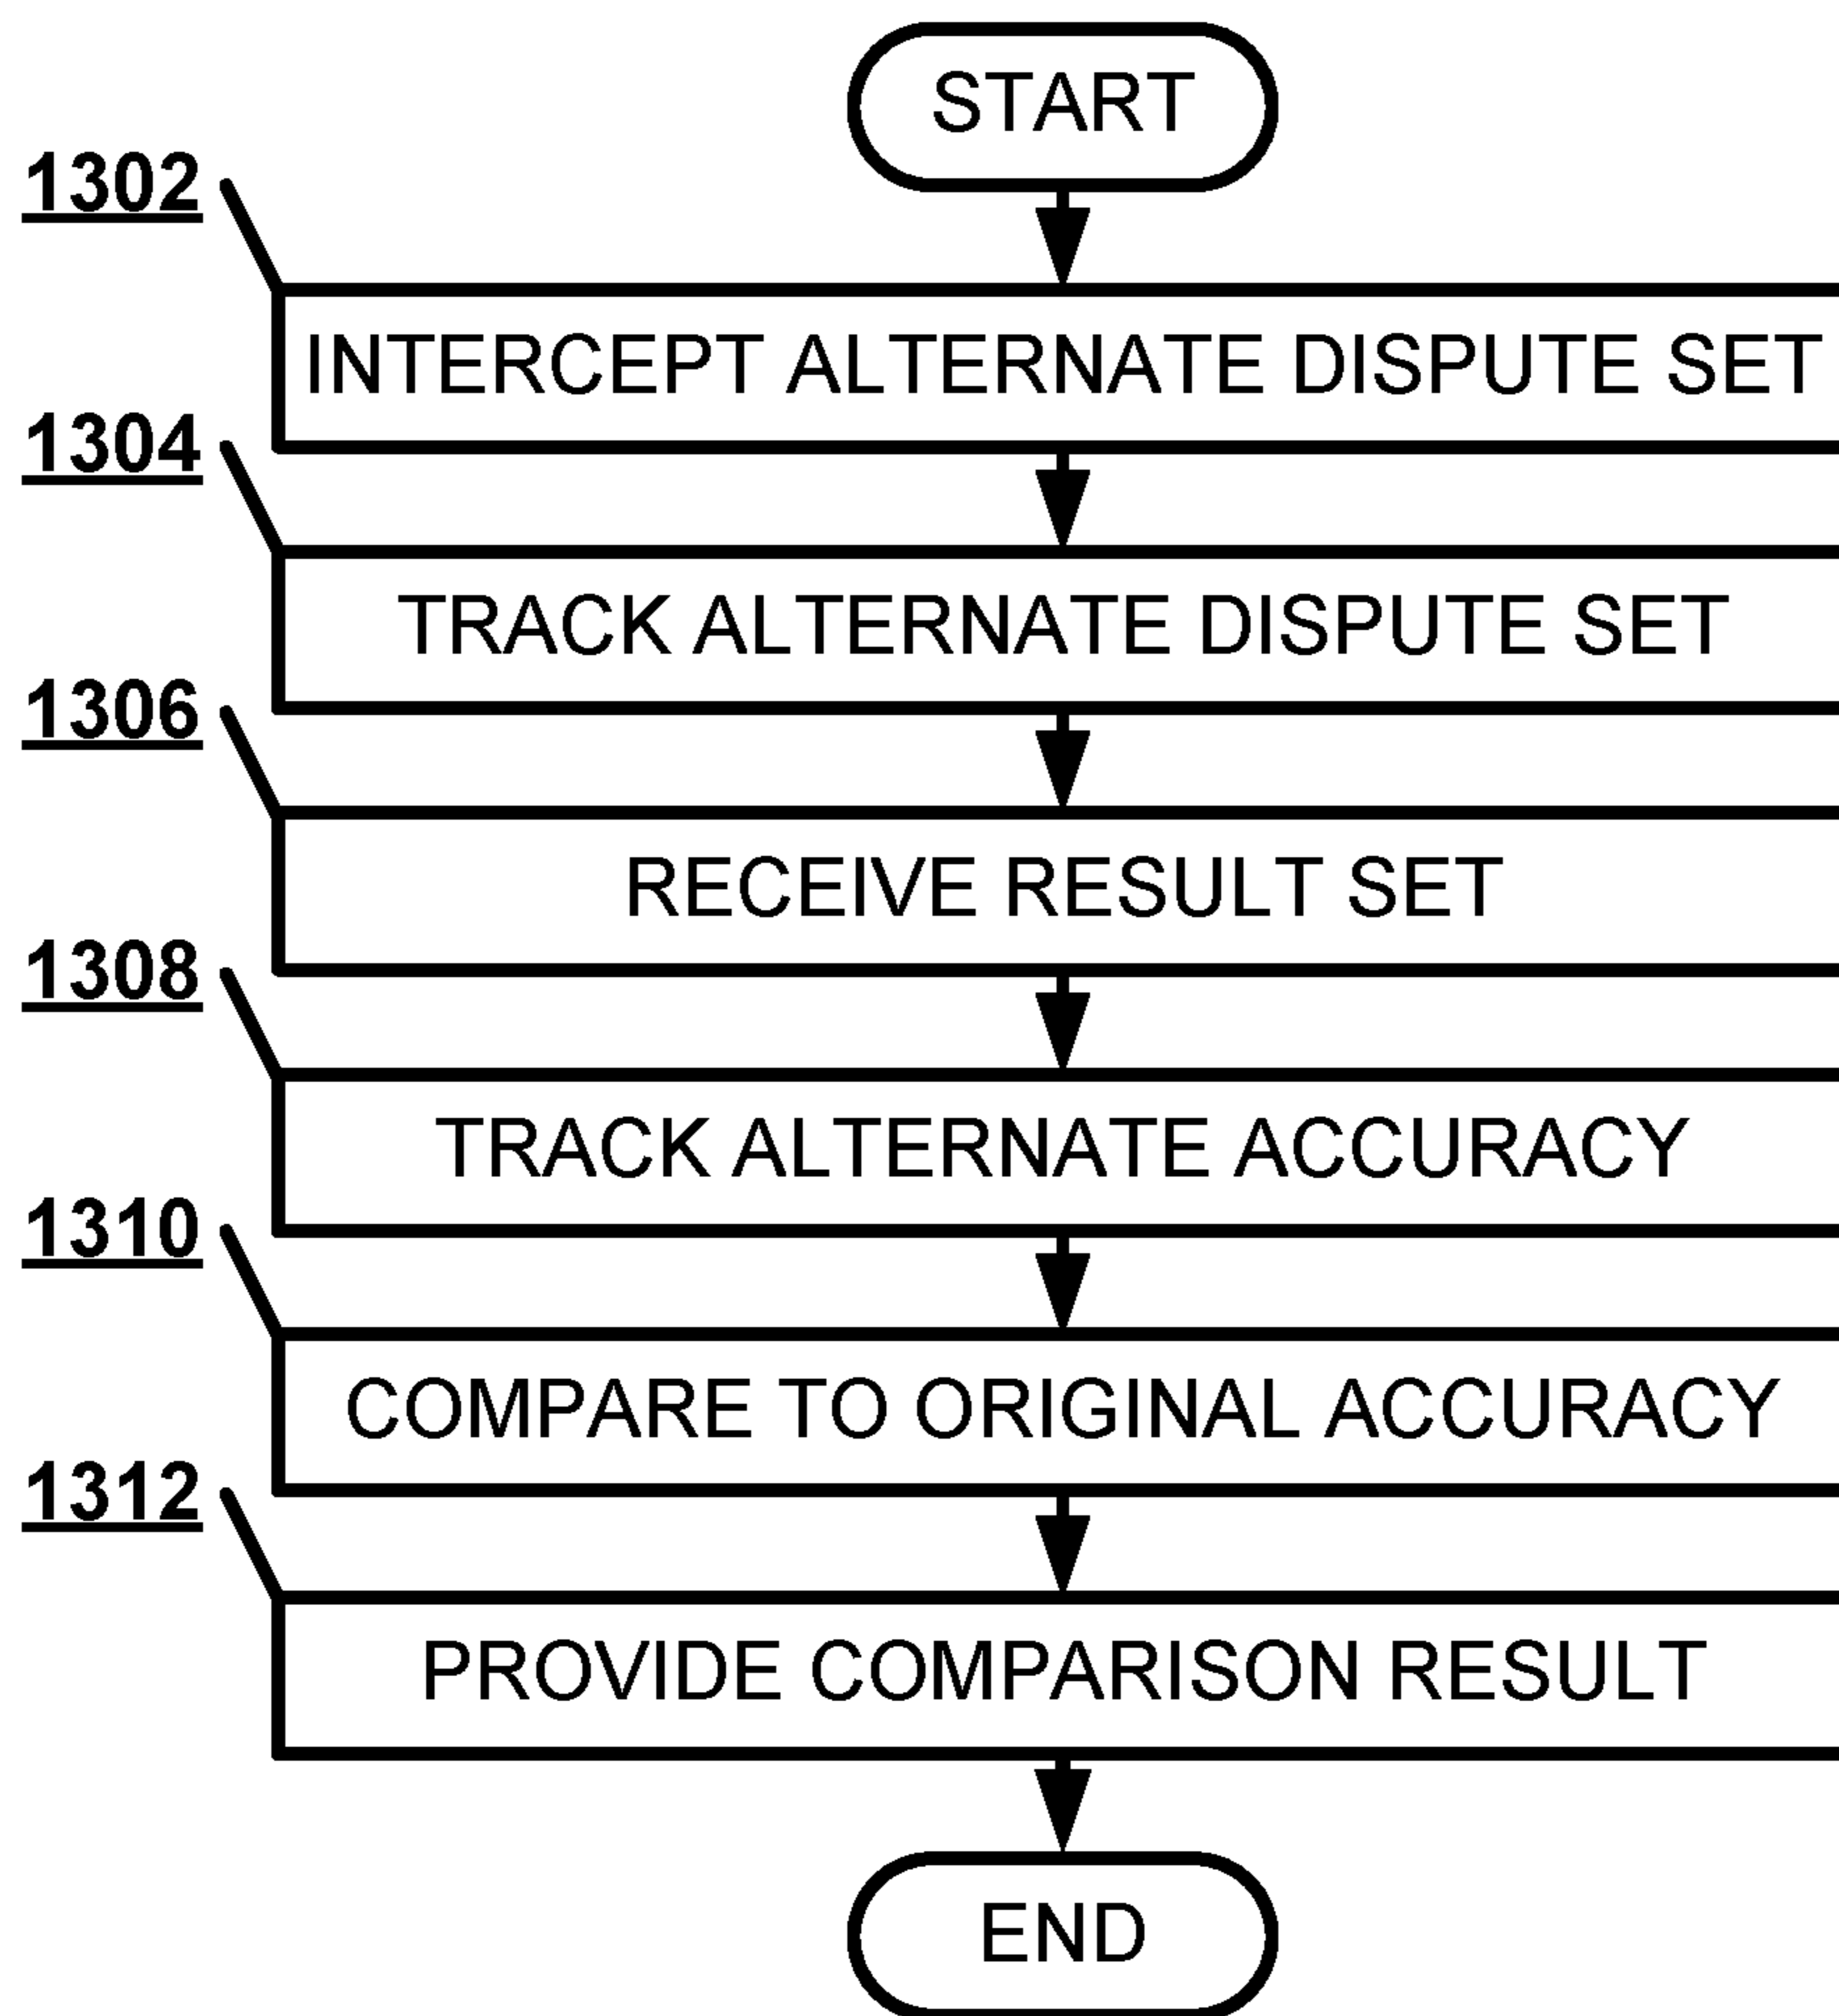 START
1302
INTERCEPT ALTERNATE DISPUTE SET
1304
TRACK ALTERNATE DISPUTE SET
1306
RECEIVE RESULT SET
1308
TRACK ALTERNATE ACCURACY
1310
COMPARE TO ORIGINAL ACCURACY
1312
PROVIDE COMPARISON RESULT
END